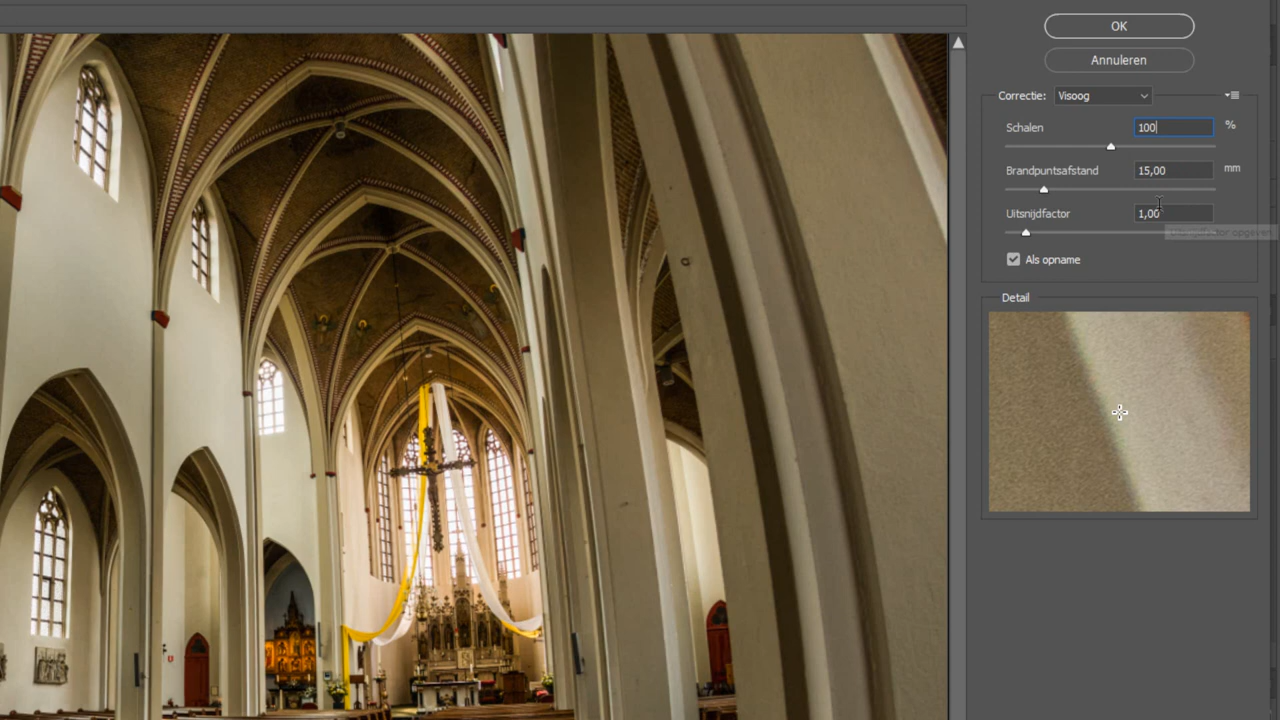 OK
Annuleren
Correctie: Visoog
Schalen 100 %
Brandpuntsafstand 15,00 mm
Uitsnijdfactor 1,00
Als opname
Detail